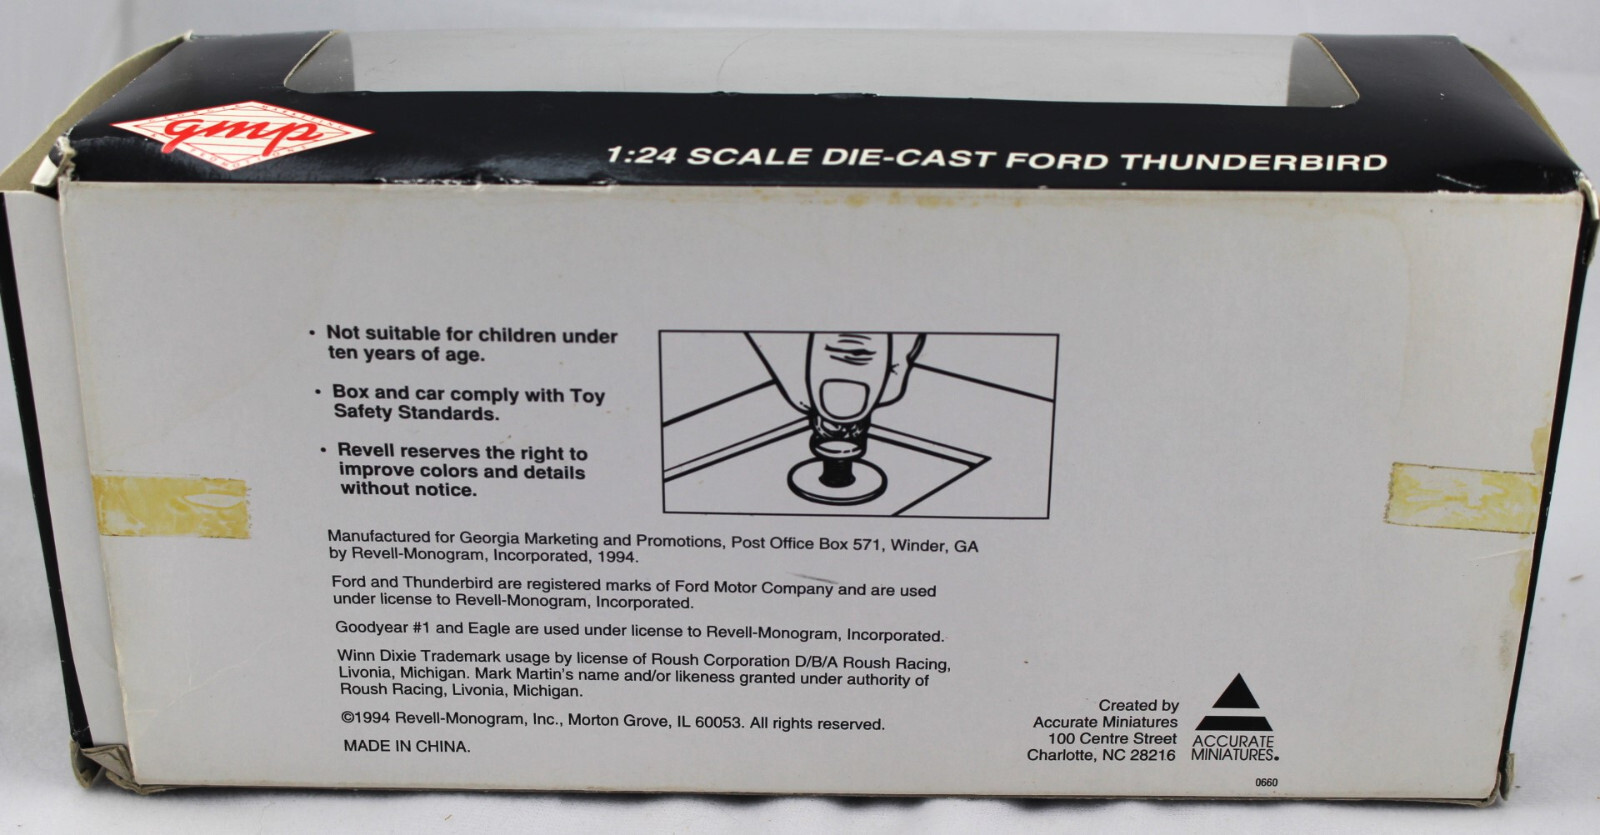 gmp
1:24 SCALE DIE-CAST FORD THUNDERBIRD
• Not suitable for children under
ten years of age.
• Box and car comply with Toy
Safety Standards.
• Revell reserves the right to
improve colors and details
without notice.
Manufactured for Georgia Marketing and Promotions, Post Office Box 571, Winder, GA
by Revell-Monogram, Incorporated, 1994.
Ford and Thunderbird are registered marks of Ford Motor Company and are used
under license to Revell-Monogram, Incorporated.
Goodyear #1 and Eagle are used under license to Revell-Monogram, Incorporated.
Winn Dixie Trademark usage by license of Roush Corporation D/B/A Roush Racing,
Livonia, Michigan. Mark Martin's name and/or likeness granted under authority of
Roush Racing, Livonia, Michigan.
©1994 Revell-Monogram, Inc., Morton Grove, IL 60053. All rights reserved.
MADE IN CHINA.
Created by
Accurate Miniatures
100 Centre Street
Charlotte, NC 28216
ACCURATE
MINIATURES.
0660